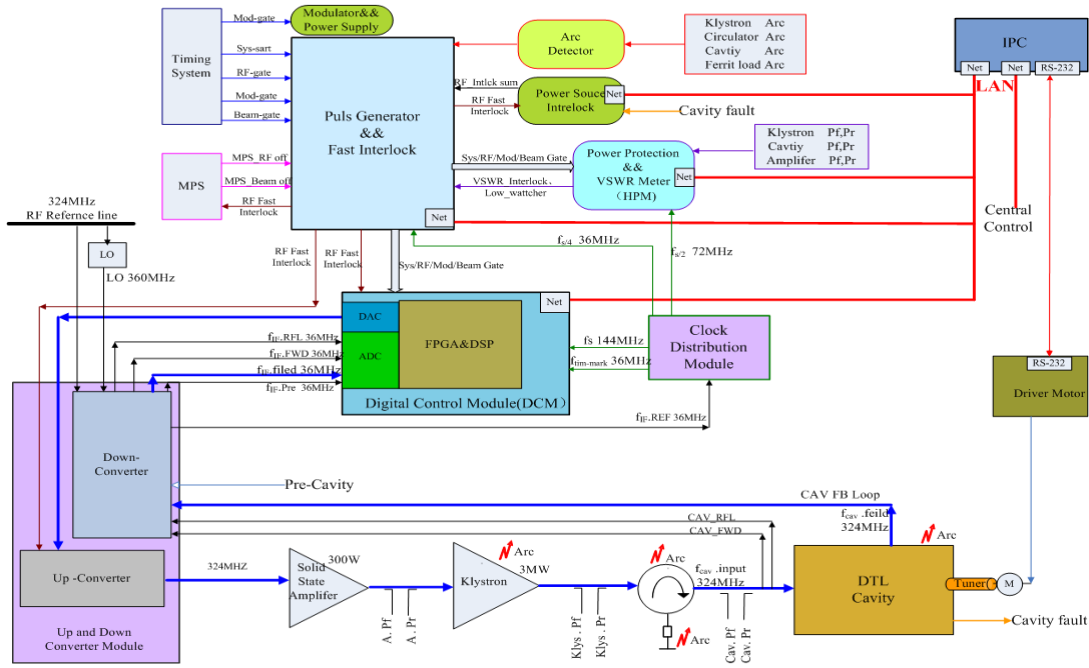 Timing
System
Mod-gate
Sys-sart
RF-gate
Mod-gate
Beam-gate
Modulator&&
Power Supply
Puls Generator
&&
Fast Interlock
Net
Arc
Detector
Klystron Arc
Circulator Arc
Cavtiy Arc
Ferrit load Arc
IPC
Net
Net
RS-232
LAN
RF_Intlck sum
RF Fast
Interlock
Power Souce
Intrelock
Net
Cavity fault
Klystron Pf,Pr
Cavtiy Pf,Pr
Amplifer Pf,Pr
Sys/RF/Mod/Beam Gate
VSWR_Interlock、
Low_wattcher
Power Protection
&&
VSWR Meter
（HPM）
Net
MPS
MPS_RF off
MPS_Beam off
RF Fast
Interlock
324MHz
RF Refernce line
LO
LO 360MHz
Central
Control
RF Fast
Interlock
RF Fast
Interlock
Sys/RF/Mod/Beam Gate
fs/4 36MHz
fs/2 72MHz
Net
DAC
ADC
FPGA&DSP
Digital Control Module(DCM)
fs 144MHz
ftim-mark 36MHz
Clock
Distribution
Module
fIF.RFL 36MHz
fIF.FWD 36MHz
fIF.filed 36MHz
fIF.Pre 36MHz
fIF.REF 36MHz
RS-232
Driver Motor
Down-
Converter
Pre-Cavity
CAV FB Loop
fcav .feild
324MHz
CAV_RFL
CAV_FWD
Up -Converter
Up and Down
Converter Module
324MHZ
Solid
State
Amplifer
300W
A. Pf
A. Pr
Klystron
Arc
3MW
Klys. Pf
Klys. Pr
Arc
Arc
fcav .input
324MHz
Cav. Pf
Cav. Pr
Arc
DTL
Cavity
Tuner
M
Cavity fault